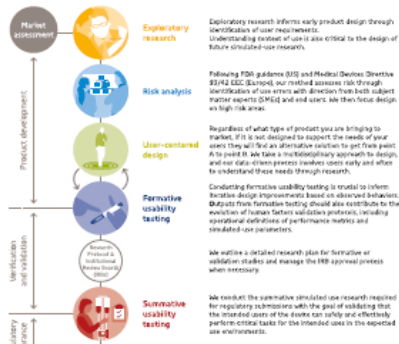 Market
assessment
Exploratory
research
Exploratory research informs early product design through
identification of user requirements.
Understanding context of use is also critical to the design of
future simulated-use research.
Product development
Risk analysis
Following FDA guidance (US) and Medical Devices Directive
93/42 EEC (Europe), our method assesses risk through
identification of use errors with direction from both subject
matter experts (SMEs) and end users. We then focus design
on high risk areas.
User-centered
design
Regardless of what type of product you are bringing to
market, if it is not designed to support the needs of your
users they will find an alternative solution to get from point
A to point B. We take a multidisciplinary approach to design,
and our data-driven process involves users early and often
to understand these needs through research.
Formative
usability
testing
Conducting formative usability testing is crucial to inform
iterative design improvements based on observed behaviors.
Outputs from formative testing should also contribute to the
evolution of human factors validation protocols, including
operational definitions of performance metrics and
simulated-use parameters.
Verification
and validation
Research
Protocol &
Institutional
Review Board
(IRB)
We outline a detailed research plan for formative or
validation studies and manage the IRB approval process
when necessary.
Summative
usability
testing
We conduct the summative simulated use research required
for regulatory submissions with the goal of validating that
the intended users of the device can safely and effectively
perform critical tasks for the intended uses in the expected
use environments.